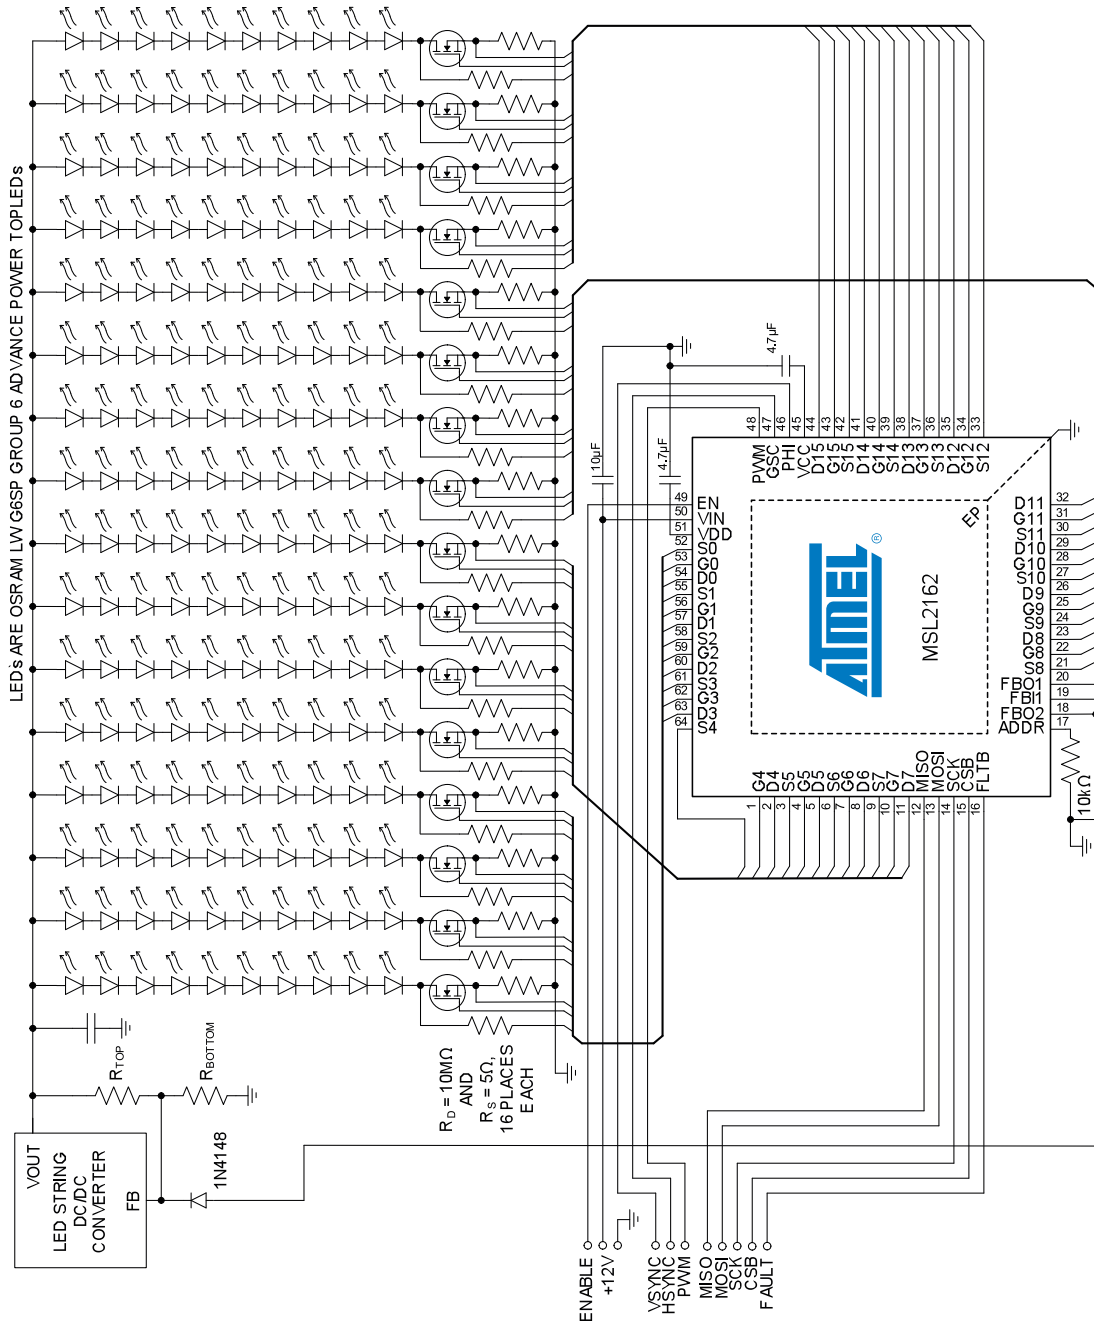 LED's ARE OSRAM LW G6SP GROUP 6 ADVANCE POWER TOPLEDs
VOUT
LED STRING
DC/DC
CONVERTER
FB
R TOP
R BOTTOM
1N4148
R D = 10MΩ
AND
R S = 5Ω,
16 PLACES
EACH
10µF
4.7µF
4.7µF
48 PWM
47 GSC
46 PHI
45 VCC
44 D15
43 G15
42 S15
41 D14
40 G14
39 S14
38 D13
37 G13
36 S13
35 D12
34 G12
33 S12
49 EN
50 VIN
51 VDD
52 S0
53 G0
54 D0
55 S1
56 G1
57 D1
58 S2
59 G2
60 D2
61 S3
62 G3
63 D3
64 S4
ATMEL ®
MSL2162
EP
D11 32
G11 31
S11 30
D10 29
G10 28
S10 27
D9 26
G9 25
S9 24
D8 23
G8 22
S8 21
FBO1 20
FBI1 19
FBO2 18
ADDR 17
1 G4
2 D4
3 S5
4 G5
5 D5
6 S6
7 G6
8 D6
9 S7
10 G7
11 D7
12 MISO
13 MOSI
14 SCK
15 CSB
16 FLTB
10kΩ
ENABLE
+12V
VSYNC
HSYNC
PWM
MISO
MOSI
SCK
CSB
FAULT